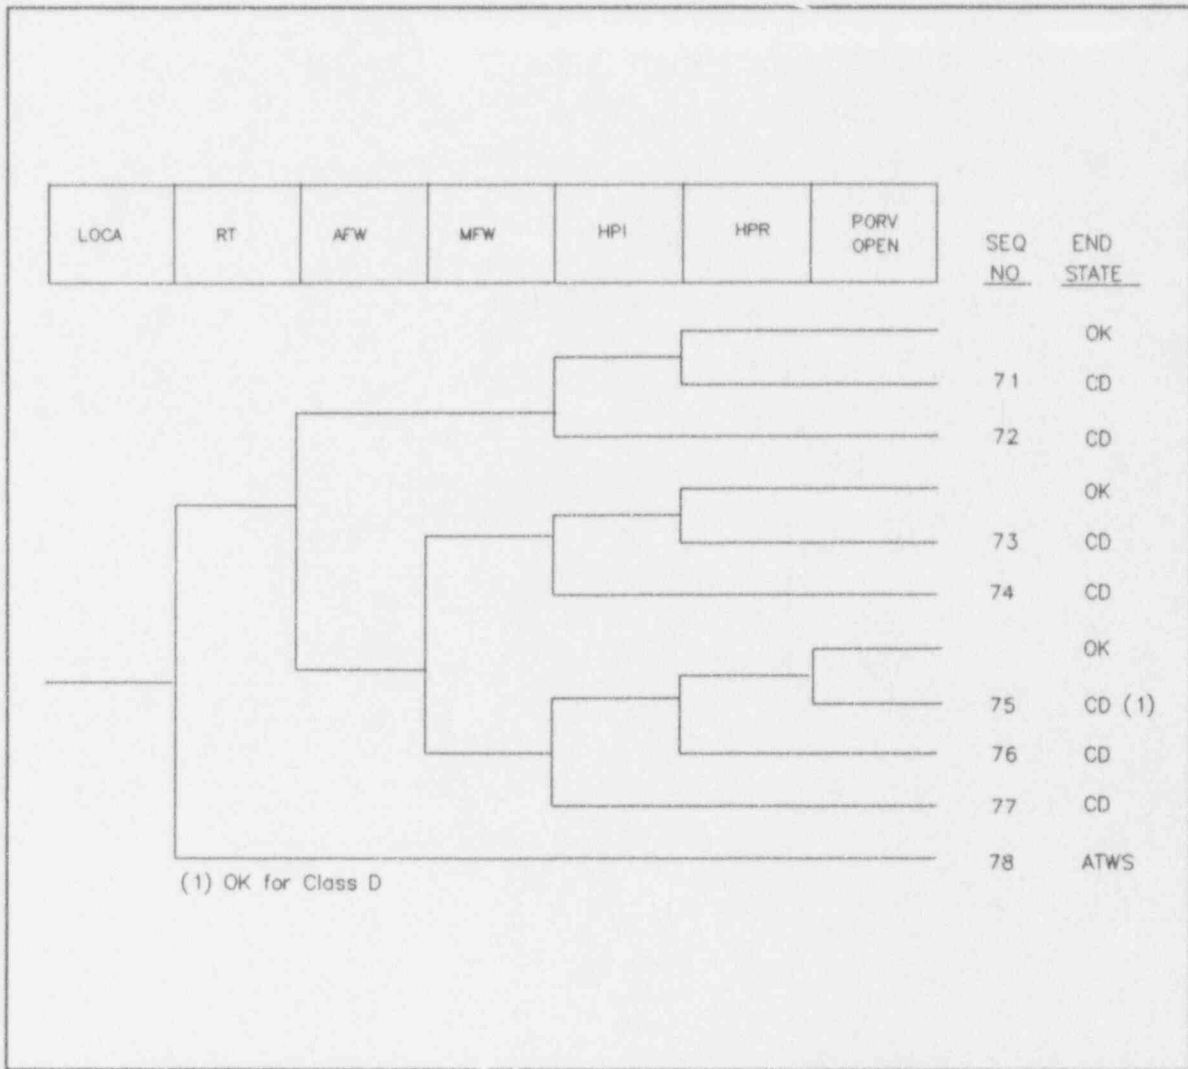 LOCA RT AFW MFW HPI HPR PORV OPEN
SEQ NO END STATE
OK
71 CD
72 CD
OK
73 CD
74 CD
OK
75 CD (1)
76 CD
77 CD
78 ATWS
(1) OK for Class D